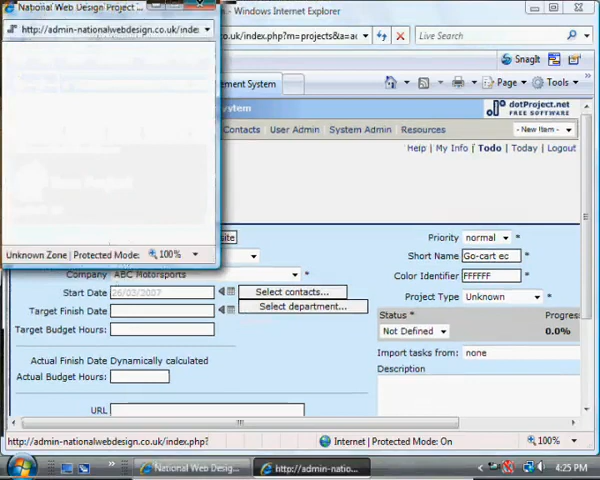 National Web Design Project ...
http://admin-nationalwebdesign.co.uk/inde
Unknown Zone | Protected Mode:
100%
- Windows Internet Explorer
.co.uk/index.php?m=projects&a=ac
Live Search
SnagIt
ement System
Page
Tools
dotProject.net
FREE SOFTWARE
Contacts
User Admin
System Admin
Resources
- New Item -
Help | My Info | Todo | Today | Logout
Priority
normal
*
Short Name
Go-cart ec
*
Company
ABC Motorsports
*
Color Identifier
FFFFFF
*
Start Date
26/03/2007
Select contacts...
Project Type
Unknown
*
Target Finish Date
Select department...
Status *
Progres
Target Budget Hours:
Not Defined
0.0%
Import tasks from:
none
Actual Finish Date
Dynamically calculated
Description
Actual Budget Hours:
URL
http://admin-nationalwebdesign.co.uk/index.php?
Internet | Protected Mode: On
100%
National Web Desig...
http://admin-natio...
4:25 PM